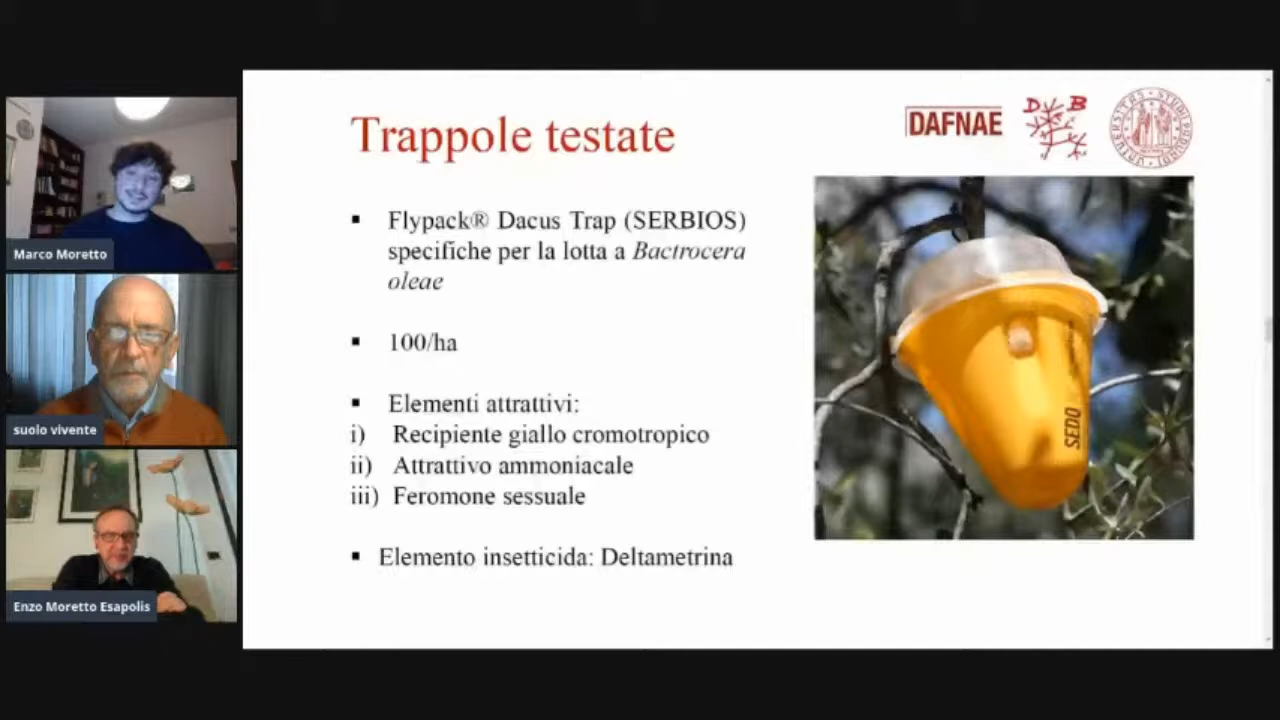 Trappole testate
DAFNAE
D B
▪ Flypack® Dacus Trap (SERBIOS)
specifiche per la lotta a Bactrocera
oleae
▪ 100/ha
▪ Elementi attrattivi:
i) Recipiente giallo cromotropico
ii) Attrattivo ammoniacale
iii) Feromone sessuale
▪ Elemento insetticida: Deltametrina
SEDO
Marco Moretto
suolo vivente
Enzo Moretto Esapolis